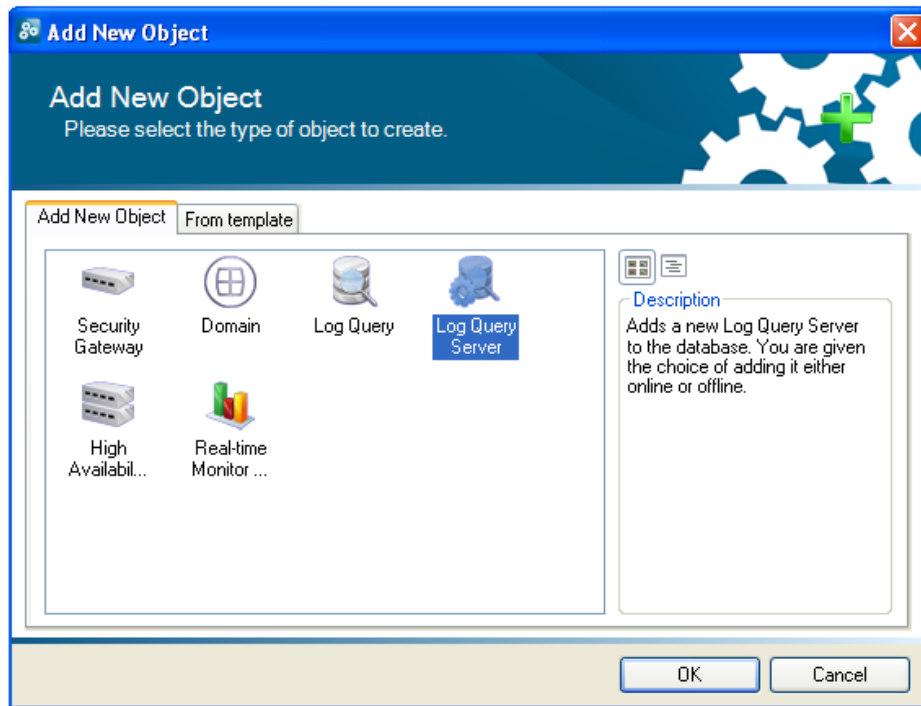 Add New Object
Add New Object
Please select the type of object to create.
Add New Object
From template
Security
Gateway
Domain
Log Query
Log Query
Server
High
Availabil...
Real-time
Monitor ...
Description
Adds a new Log Query Server
to the database. You are given
the choice of adding it either
online or offline.
OK
Cancel